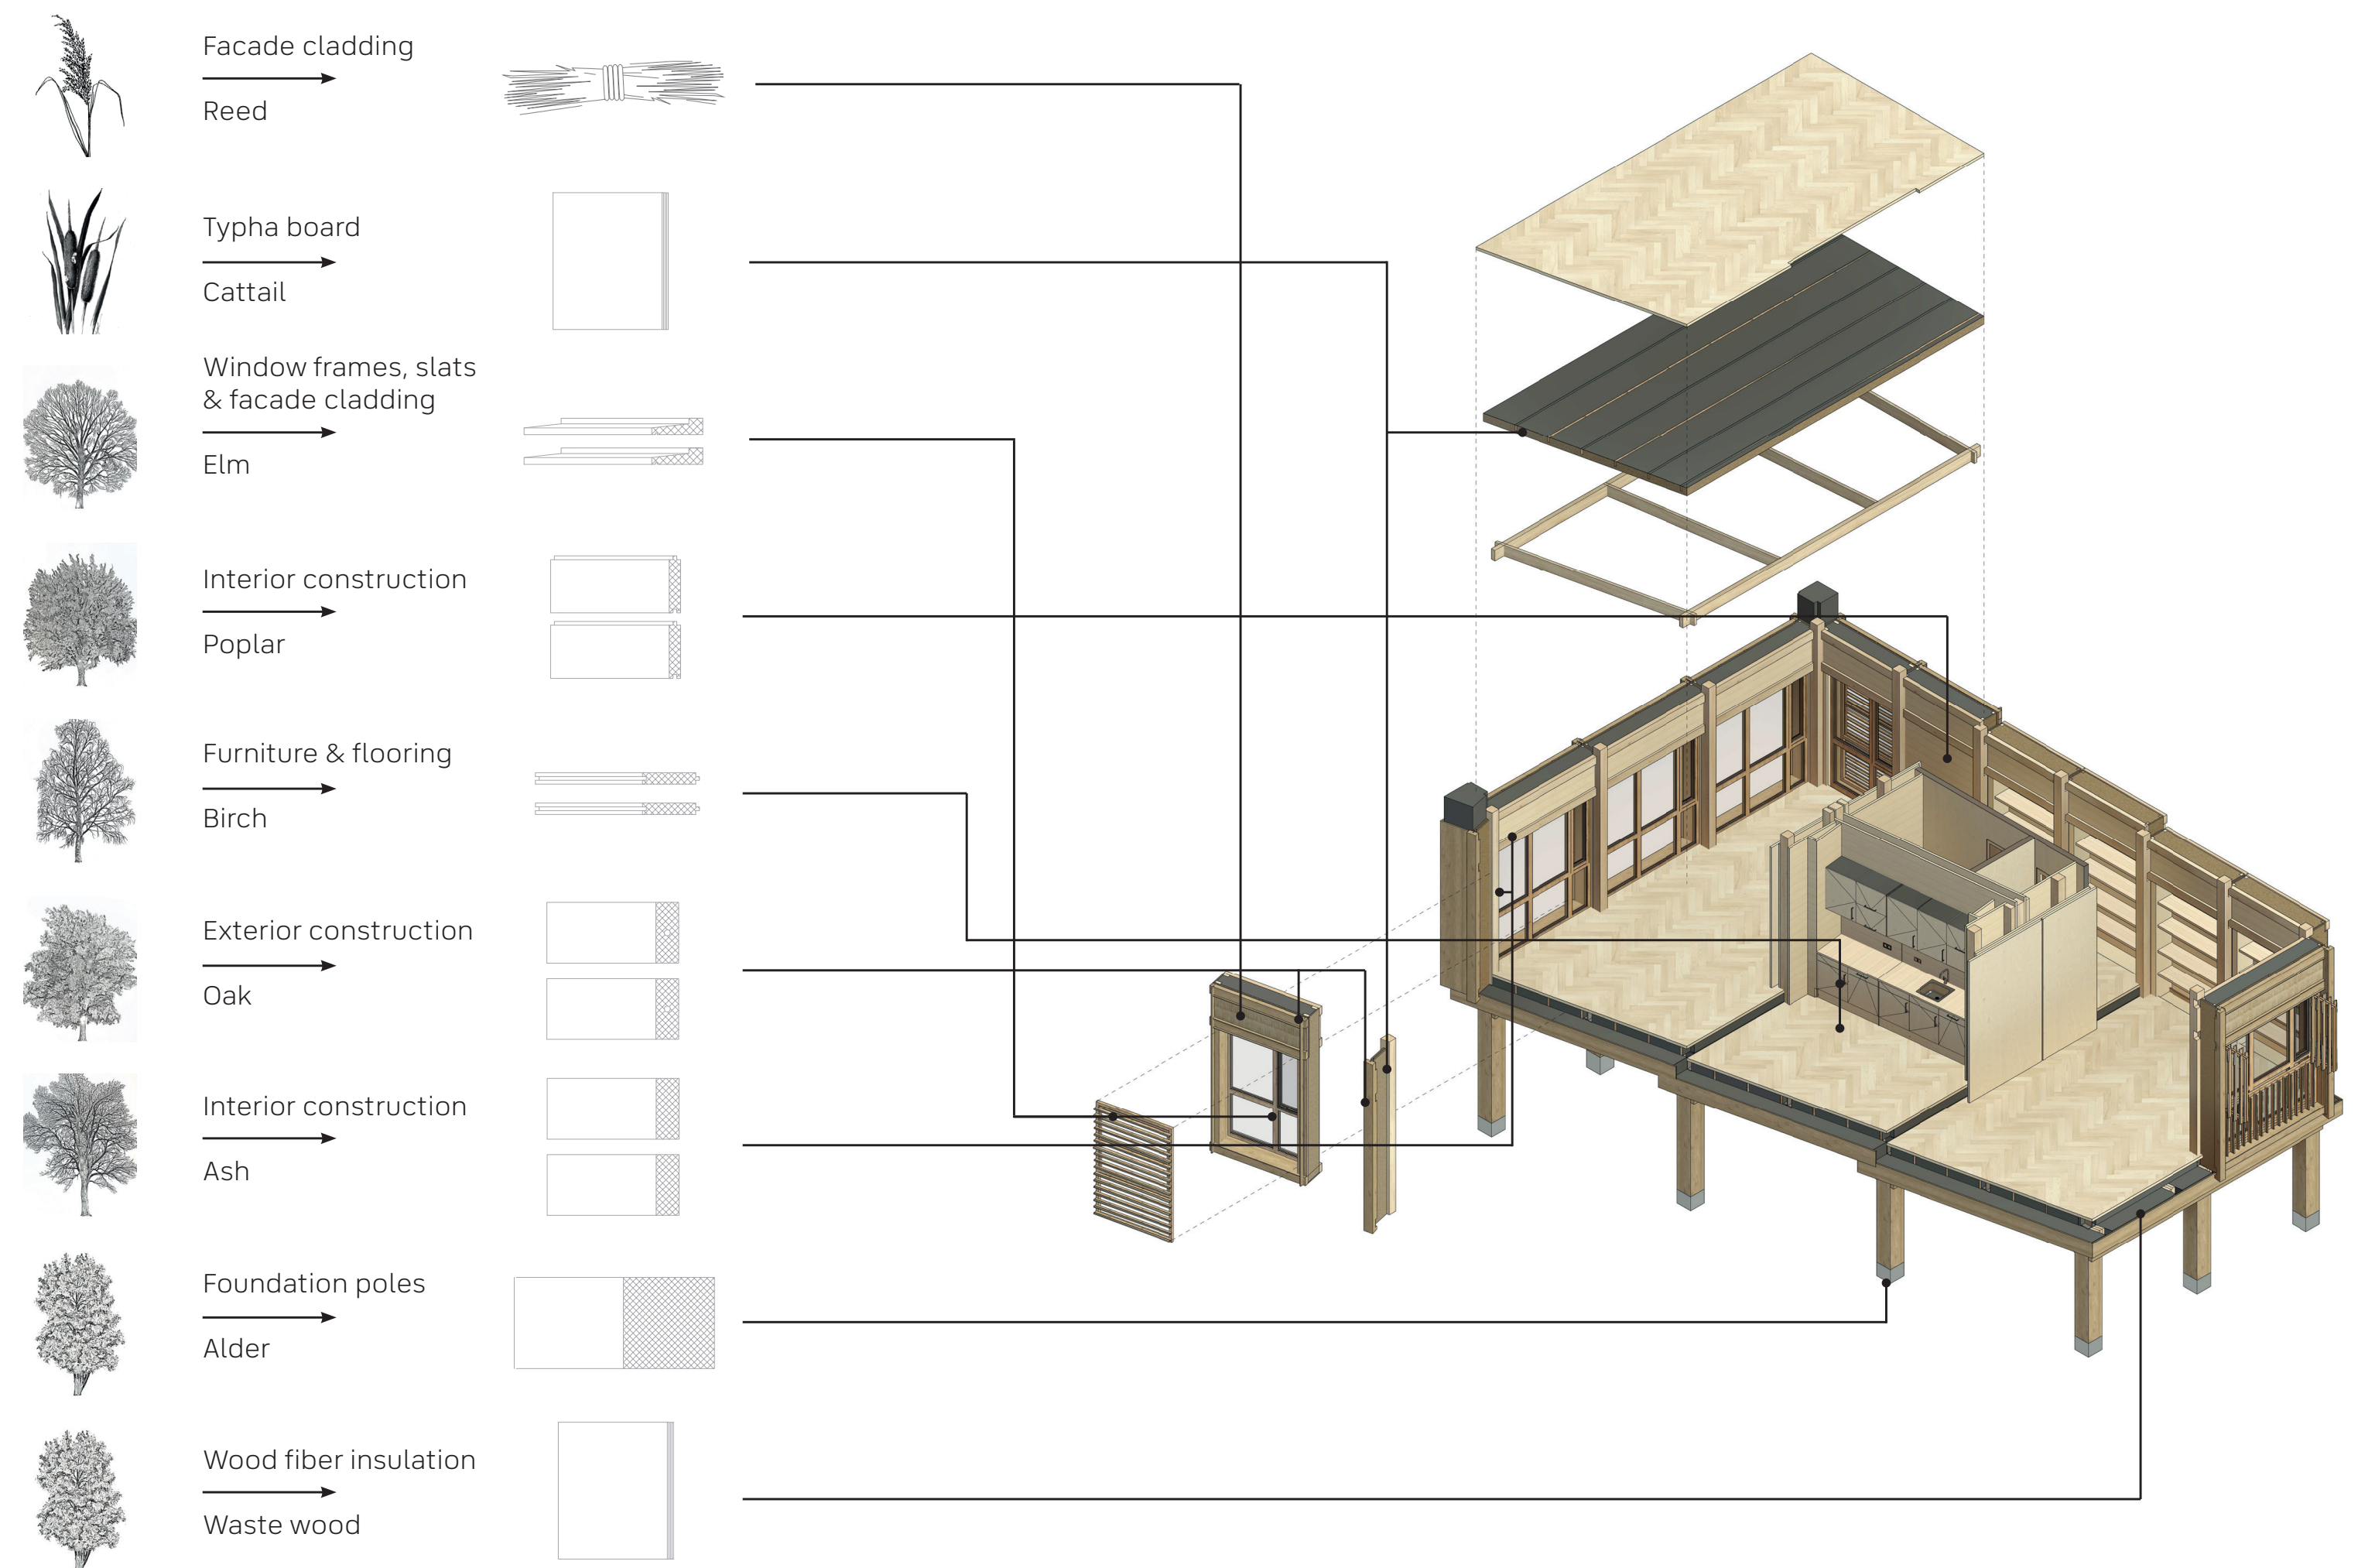 Facade cladding
Reed
Typha board
Cattail
Window frames, slats
& facade cladding
Elm
Interior construction
Poplar
Furniture & flooring
Birch
Exterior construction
Oak
Interior construction
Ash
Foundation poles
Alder
Wood fiber insulation
Waste wood